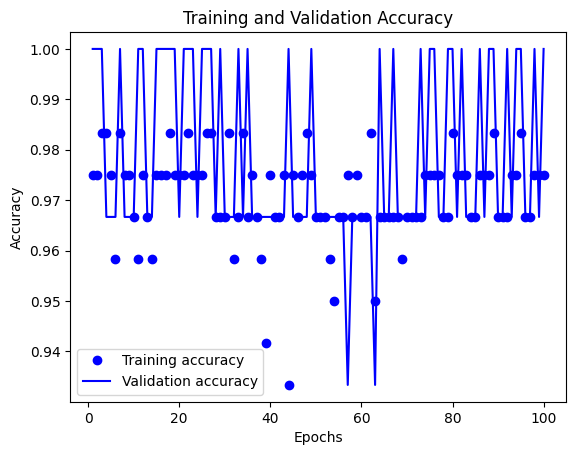 Training and Validation Accuracy
1.00
0.99
0.98
0.97
0.96
0.95
0.94
Accuracy
Training accuracy
Validation accuracy
0
20
40
60
80
100
Epochs